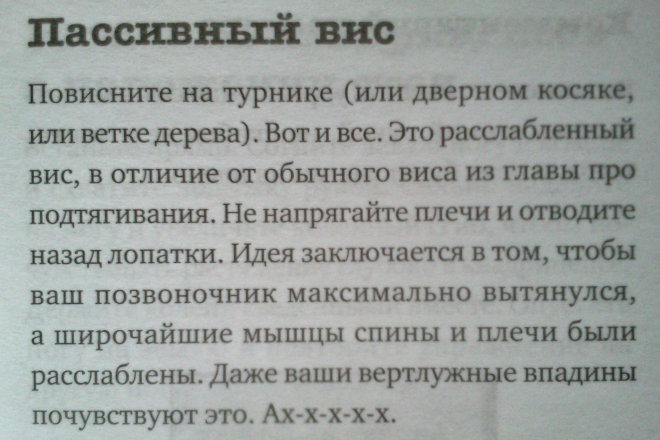 Пассивный вис
Повисните на турнике (или дверном косяке,
или ветке дерева). Вот и все. Это расслабленный
вис, в отличие от обычного виса из главы про
подтягивания. Не напрягайте плечи и отводите
назад лопатки. Идея заключается в том, чтобы
ваш позвоночник максимально вытянулся,
а широчайшие мышцы спины и плечи были
расслаблены. Даже ваши вертлужные впадины
почувствуют это. Ах-х-х-х-х.